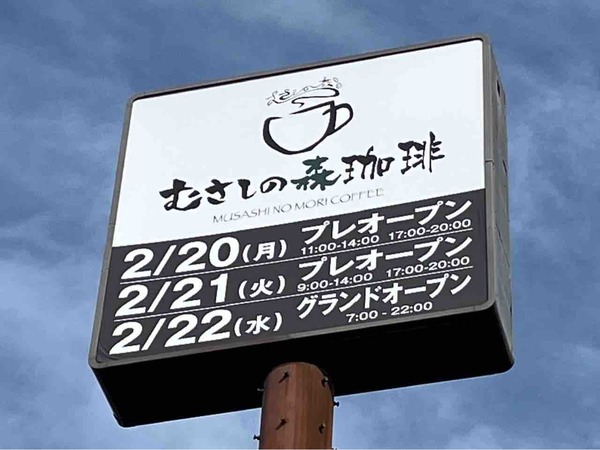 むさしの森珈琲
MUSASHI NO MORI COFFEE
2/20(月) プレオープン
11:00-14:00 17:00-20:00
2/21(火) プレオープン
9:00-14:00 17:00-20:00
2/22(水) グランドオープン
7:00 - 22:00